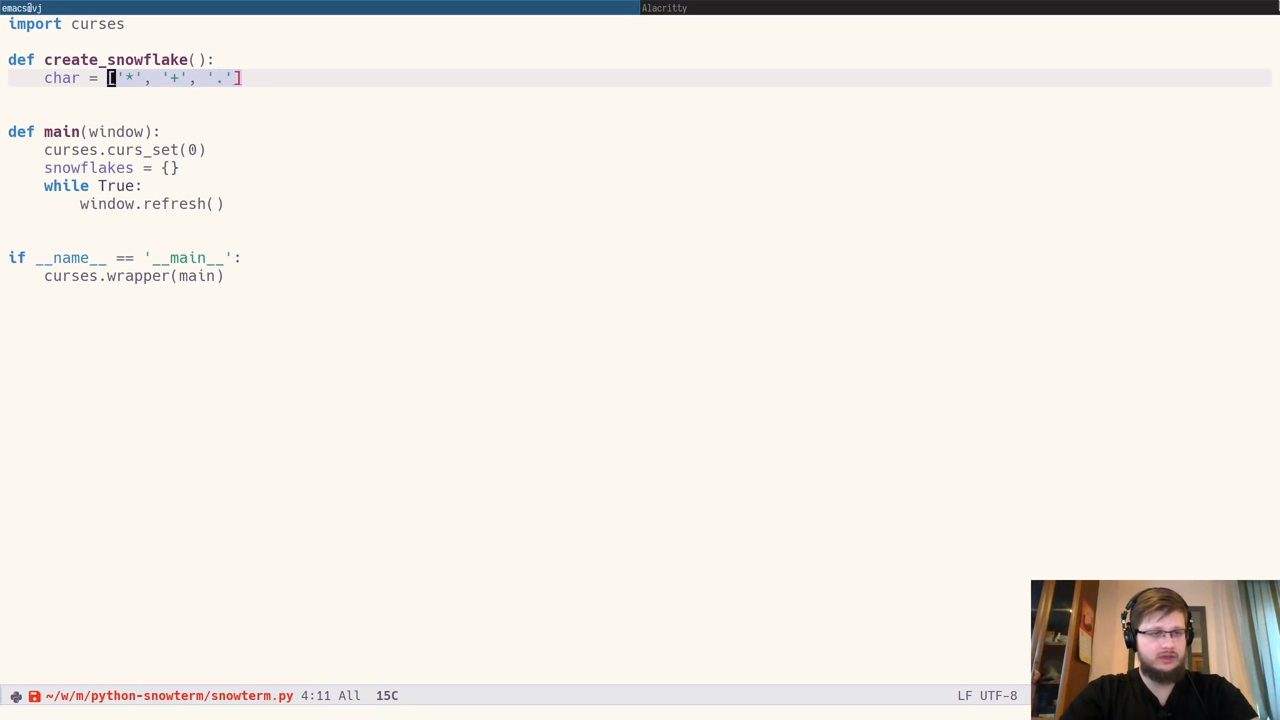 emacs@vj
Alacritty
import curses
def create_snowflake():
    char = ['*', '+', '.']
def main(window):
    curses.curs_set(0)
    snowflakes = {}
    while True:
        window.refresh()
if __name__ == '__main__':
    curses.wrapper(main)
~/w/m/python-snowterm/snowterm.py 4:11 All 15C
LF UTF-8